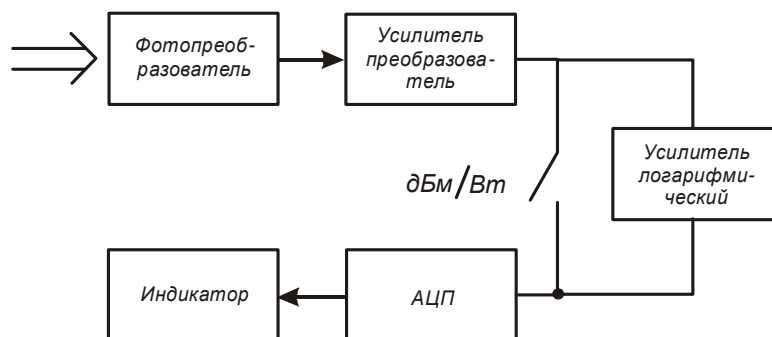 Фотопреоб-
разователь
Усилитель
преобразова-
тель
Усилитель
логарифми-
ческий
дБм/Вт
Индикатор
АЦП